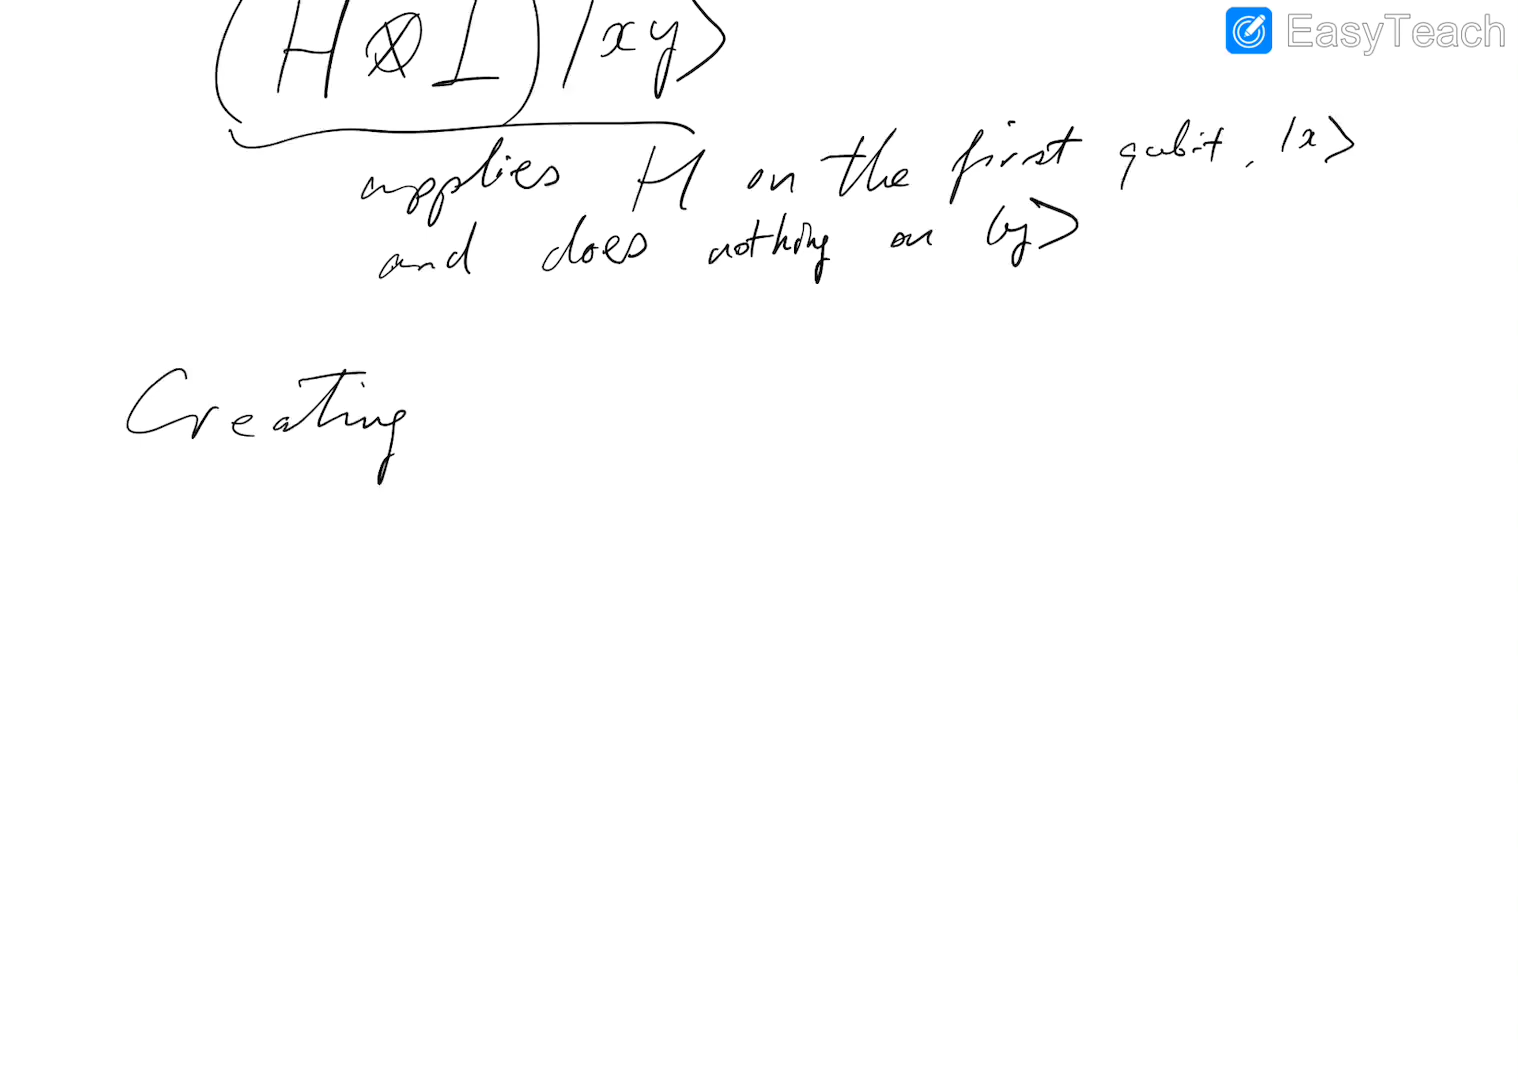 (H⊗I)|xy⟩
EasyTeach
applies H on the first qubit, |x⟩
and does nothing on |y⟩
Creating